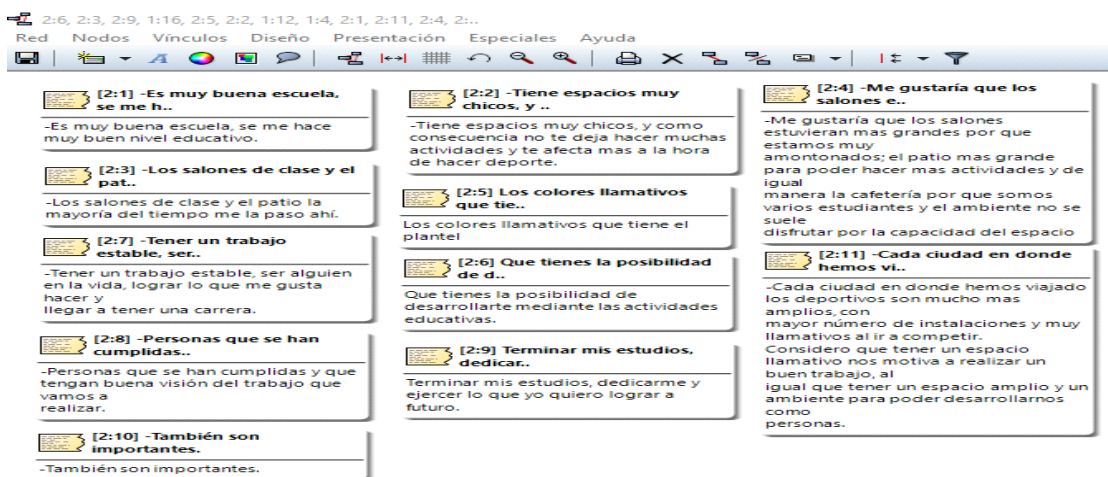 2:6, 2:3, 2:9, 1:16, 2:5, 2:2, 1:12, 1:4, 2:1, 2:11, 2:4, 2:..
Red Nodos Vínculos Diseño Presentación Especiales Ayuda
[2:1] -Es muy buena escuela,
se me h..
-Es muy buena escuela, se me hace
muy buen nivel educativo.
[2:3] -Los salones de clase y el
pat..
-Los salones de clase y el patio la
mayoría del tiempo me la paso ahí.
[2:7] -Tener un trabajo
estable, ser..
-Tener un trabajo estable, ser alguien
en la vida, lograr lo que me gusta
hacer y
llegar a tener una carrera.
[2:8] -Personas que se han
cumplidas..
-Personas que se han cumplidas y que
tengan buena visión del trabajo que
vamos a
realizar.
[2:10] -También son
importantes.
-También son importantes.
[2:2] -Tiene espacios muy
chicos, y ..
-Tiene espacios muy chicos, y como
consecuencia no te deja hacer muchas
actividades y te afecta mas a la hora
de hacer deporte.
[2:5] Los colores llamativos
que tie..
Los colores llamativos que tiene el
plantel
[2:6] Que tienes la posibilidad
de d..
Que tienes la posibilidad de
desarrollarte mediante las actividades
educativas.
[2:9] Terminar mis estudios,
dedicar..
Terminar mis estudios, dedicarme y
ejercer lo que yo quiero lograr a
futuro.
[2:4] -Me gustaría que los
salones e..
-Me gustaría que los salones
estuvieran mas grandes por que
estamos muy
amontonados; el patio mas grande
para poder hacer mas actividades y de
igual
manera la cafetería por que somos
varios estudiantes y el ambiente no se
suele
disfrutar por la capacidad del espacio
[2:11] -Cada ciudad en donde
hemos vi..
-Cada ciudad en donde hemos viajado
los deportivos son mucho mas
amplios, con
mayor número de instalaciones y muy
llamativos al ir a competir.
Considero que tener un espacio
llamativo nos motiva a realizar un
buen trabajo, al
igual que tener un espacio amplio y un
ambiente para poder desarrollarnos
como
personas.